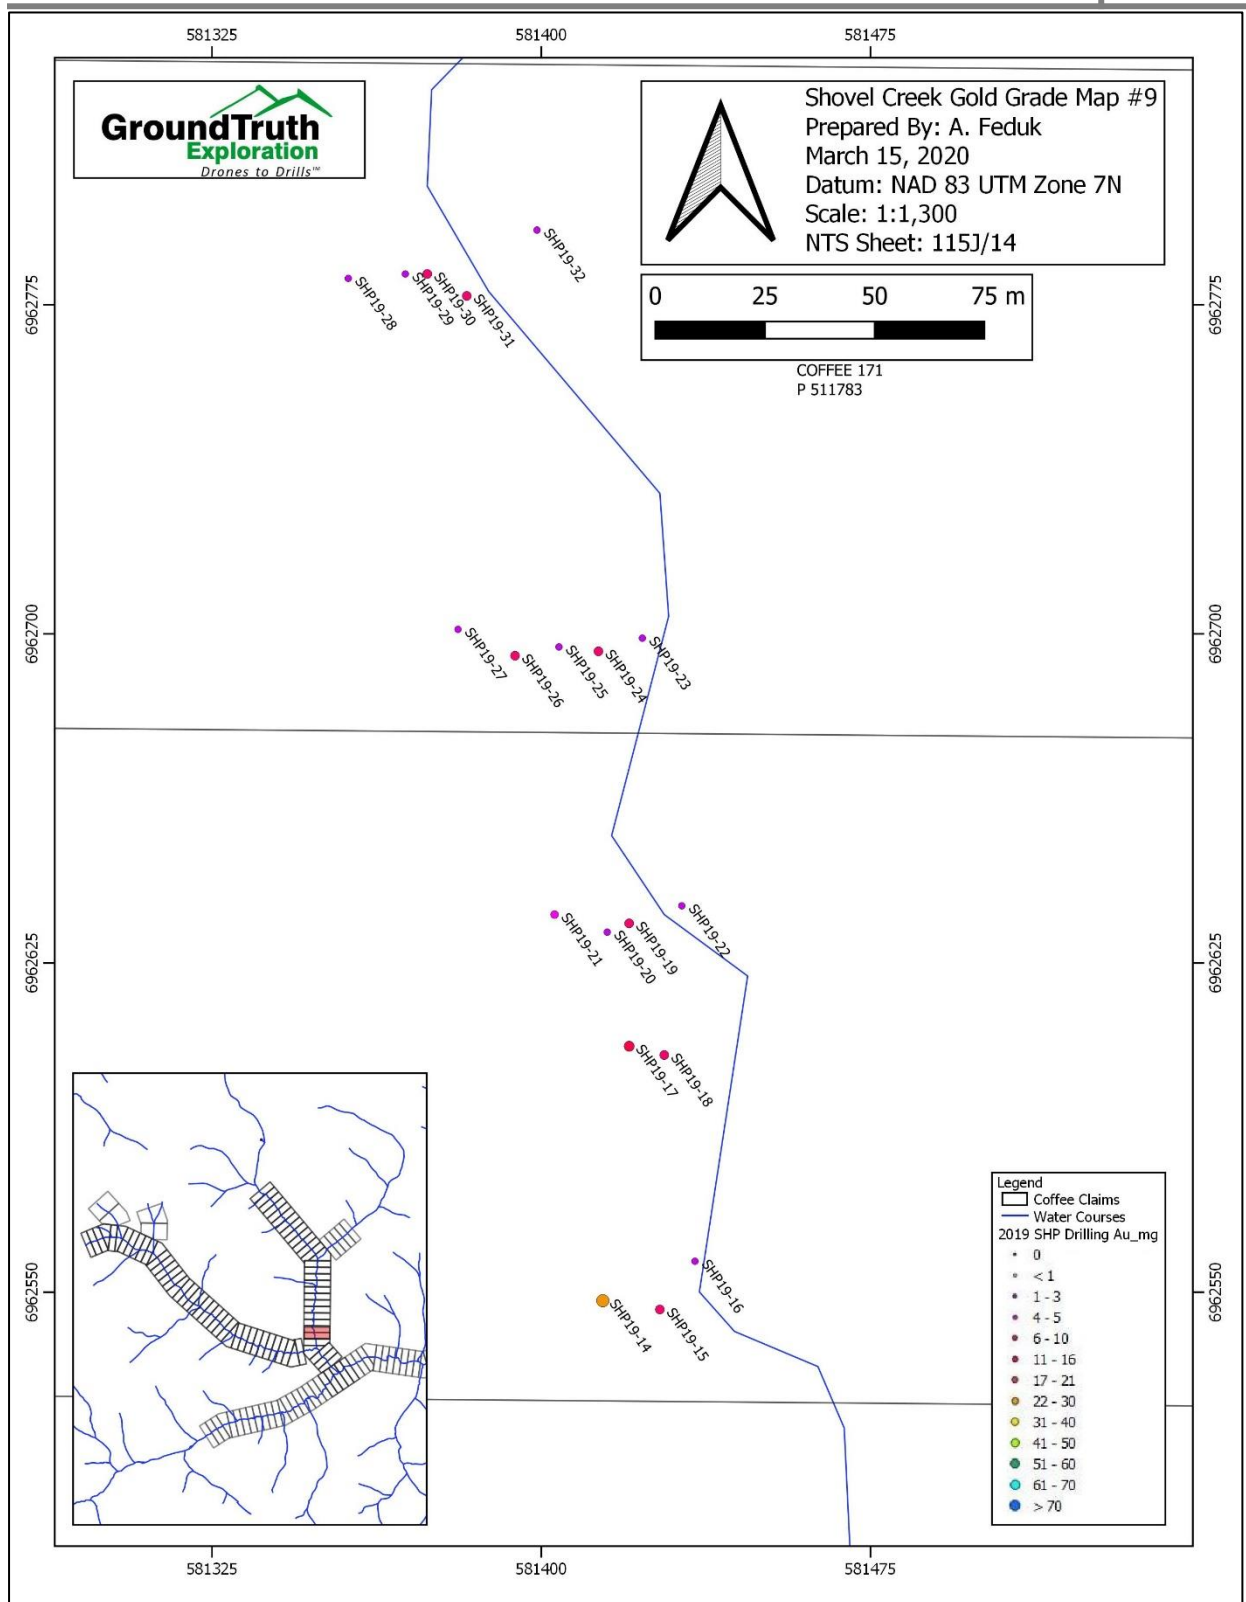 581325
581400
581475
GroundTruth
Exploration
Drones to Drills™
Shovel Creek Gold Grade Map #9
Prepared By: A. Feduk
March 15, 2020
Datum: NAD 83 UTM Zone 7N
Scale: 1:1,300
NTS Sheet: 115J/14
0 25 50 75 m
COFFEE 171
P 511783
SHP19-32
SHP19-28
SHP19-29
SHP19-30
SHP19-31
6962775
6962775
SHP19-27
SHP19-26
SHP19-25
SHP19-24
SHP19-23
6962700
6962700
SHP19-21
SHP19-20
SHP19-19
SHP19-22
6962625
6962625
SHP19-17
SHP19-18
SHP19-16
SHP19-14
SHP19-15
6962550
6962550
Legend
Coffee Claims
Water Courses
2019 SHP Drilling Au_mg
0
< 1
1 - 3
4 - 5
6 - 10
11 - 16
17 - 21
22 - 30
31 - 40
41 - 50
51 - 60
61 - 70
> 70
581325
581400
581475